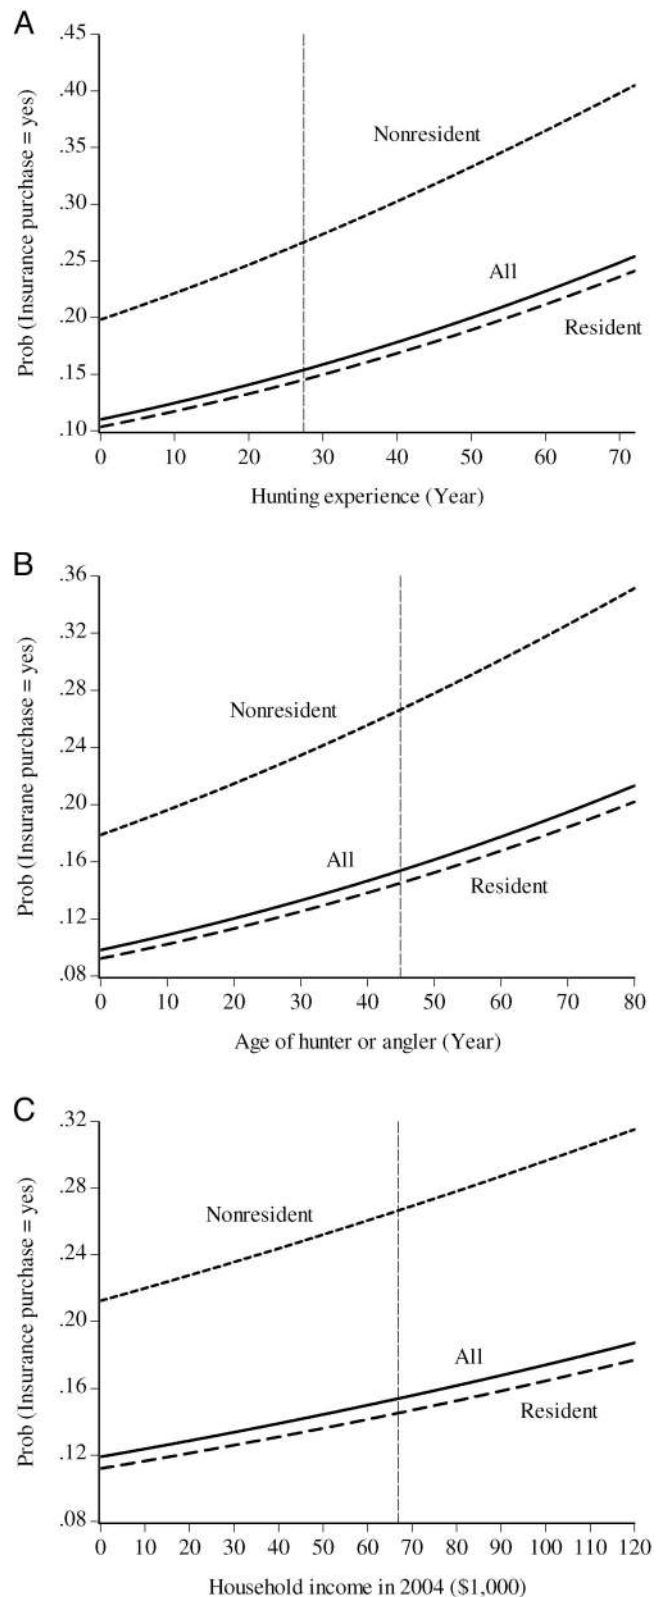 A
Prob (Insurance purchase = yes)
.45
.40
.35
.30
.25
.20
.15
.10
Nonresident
All
Resident
0 10 20 30 40 50 60 70
Hunting experience (Year)
B
Prob (Insurane purchase = yes)
.36
.32
.28
.24
.20
.16
.12
.08
Nonresident
All
Resident
0 10 20 30 40 50 60 70 80
Age of hunter or angler (Year)
C
Prob (Insurance purchase = yes)
.32
.28
.24
.20
.16
.12
.08
Nonresident
All
Resident
0 10 20 30 40 50 60 70 80 90 100 110 120
Household income in 2004 ($1,000)